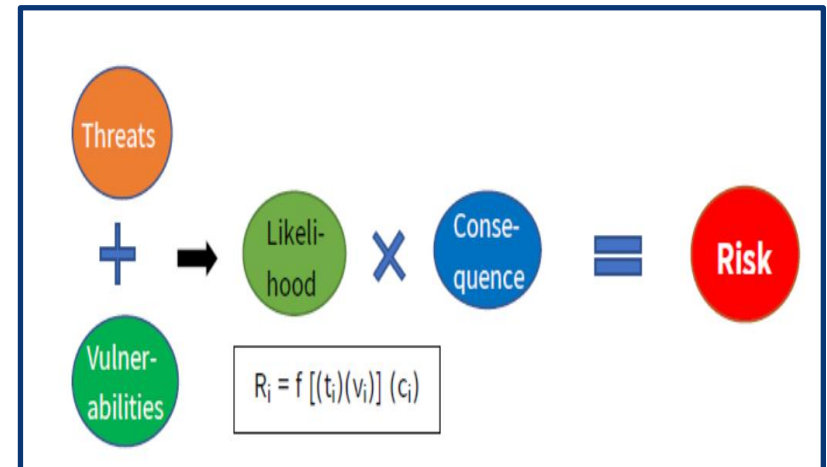 Threats
+
Vulner-
abilities
Likeli-
hood
×
Conse-
quence
=
Risk
Rᵢ = f [(tᵢ)(vᵢ)] (cᵢ)